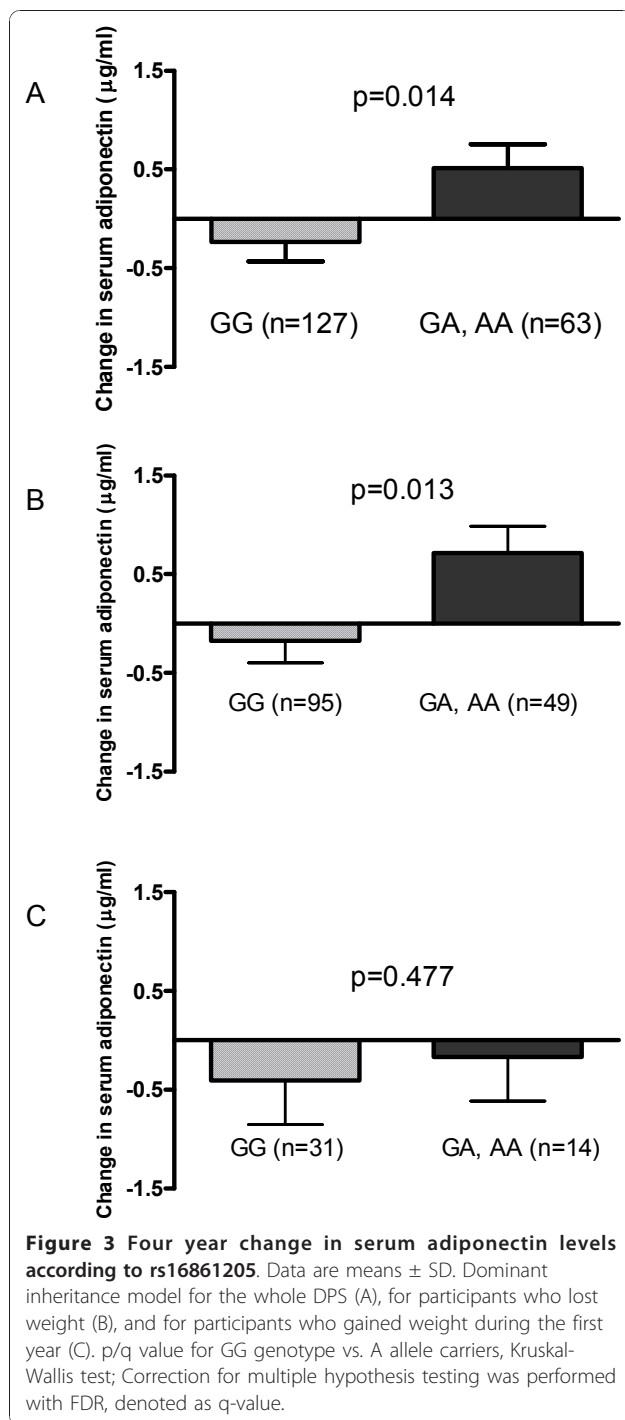 A
Change in serum adiponectin (µg/ml)
1.5
0.5
-0.5
-1.5
p=0.014
GG (n=127)
GA, AA (n=63)
B
Change in serum adiponectin (µg/ml)
1.5
0.5
-0.5
-1.5
p=0.013
GG (n=95)
GA, AA (n=49)
C
Change in serum adiponectin (µg/ml)
1.5
0.5
-0.5
-1.5
p=0.477
GG (n=31)
GA, AA (n=14)
Figure 3 Four year change in serum adiponectin levels
according to rs16861205. Data are means ± SD. Dominant
inheritance model for the whole DPS (A), for participants who lost
weight (B), and for participants who gained weight during the first
year (C). p/q value for GG genotype vs. A allele carriers, Kruskal-
Wallis test; Correction for multiple hypothesis testing was performed
with FDR, denoted as q-value.